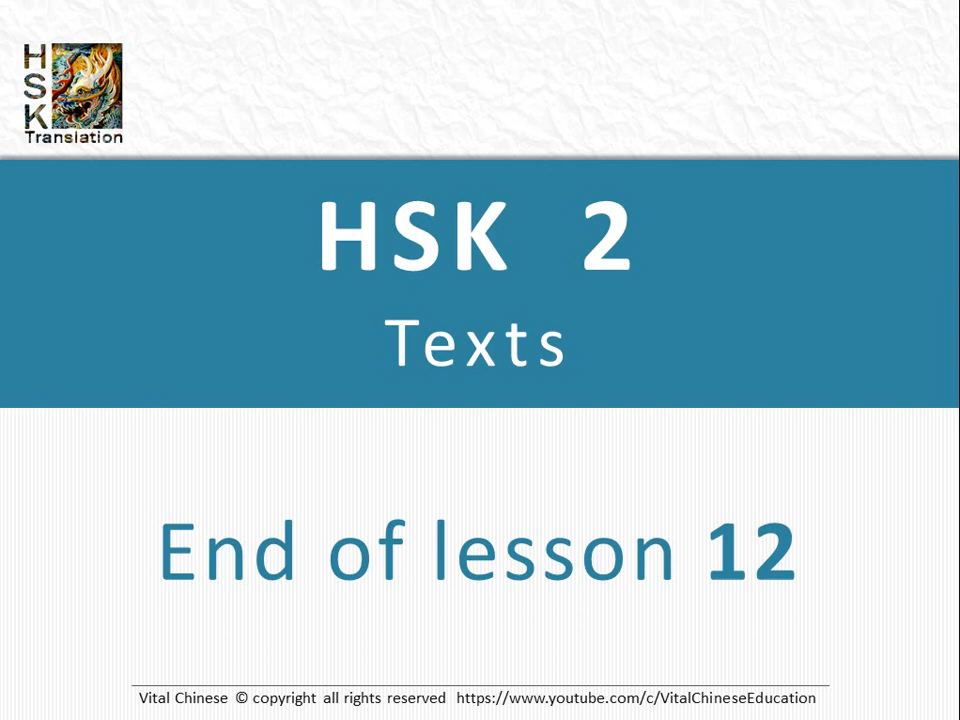 H
S
K
Translation
HSK 2
Texts
End of lesson 12
Vital Chinese © copyright all rights reserved https://www.youtube.com/c/VitalChineseEducation